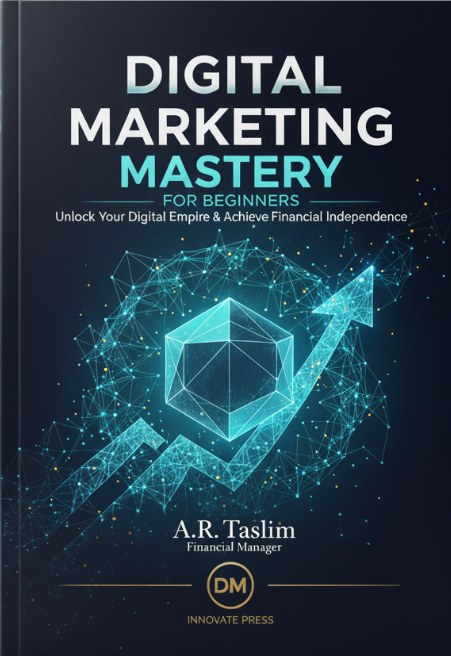 DIGITAL
MARKETING
MASTERY
FOR BEGINNERS
Unlock Your Digital Empire & Achieve Financial Independence
A.R. Taslim
Financial Manager
DM
INNOVATE PRESS